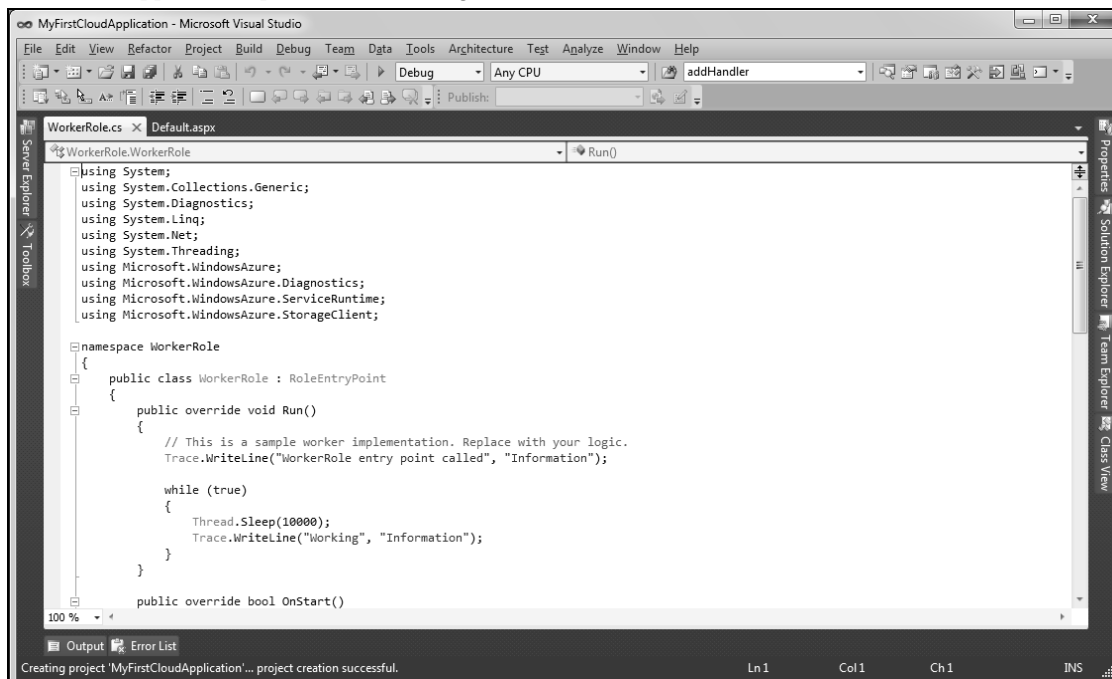 MyFirstCloudApplication - Microsoft Visual Studio
File Edit View Refactor Project Build Debug Team Data Tools Architecture Test Analyze Window Help
Debug Any CPU addHandler
Publish:
WorkerRole.cs Default.aspx
WorkerRole.WorkerRole Run()
Server Explorer
Toolbox
using System;
using System.Collections.Generic;
using System.Diagnostics;
using System.Linq;
using System.Net;
using System.Threading;
using Microsoft.WindowsAzure;
using Microsoft.WindowsAzure.Diagnostics;
using Microsoft.WindowsAzure.ServiceRuntime;
using Microsoft.WindowsAzure.StorageClient;
namespace WorkerRole
{
public class WorkerRole : RoleEntryPoint
{
public override void Run()
{
// This is a sample worker implementation. Replace with your logic.
Trace.WriteLine("WorkerRole entry point called", "Information");
while (true)
{
Thread.Sleep(10000);
Trace.WriteLine("Working", "Information");
}
}
public override bool OnStart()
100 %
Properties
Solution Explorer
Team Explorer
Class View
Output Error List
Creating project 'MyFirstCloudApplication'... project creation successful. Ln 1 Col 1 Ch 1 INS